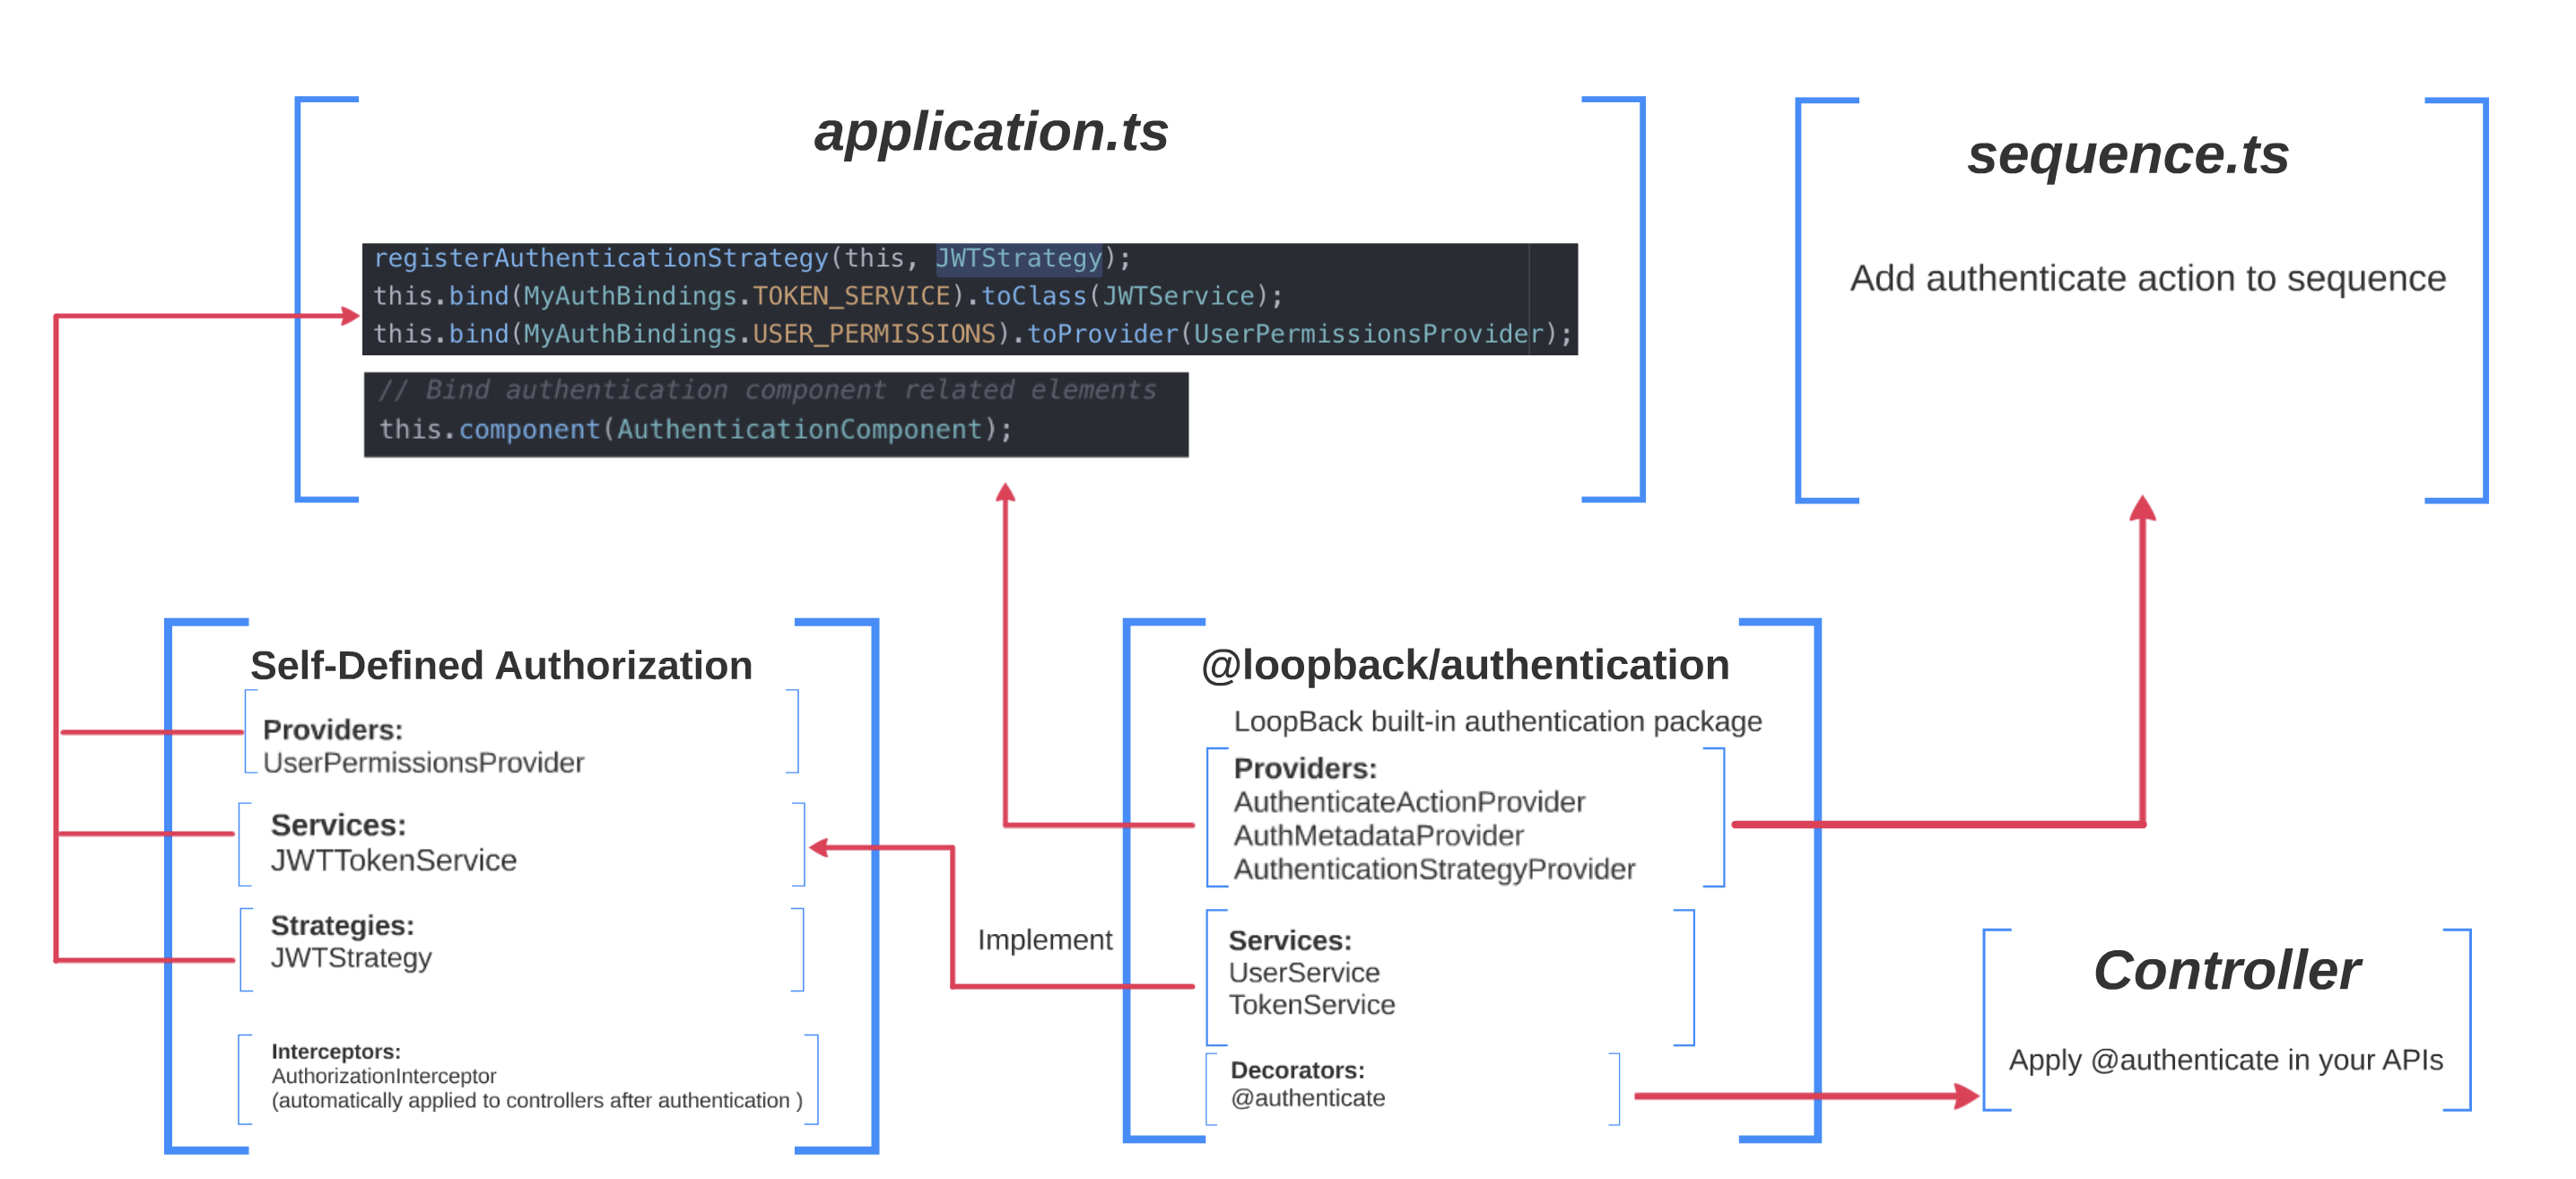 application.ts
registerAuthenticationStrategy(this, JWTStrategy);
this.bind(MyAuthBindings.TOKEN_SERVICE).toClass(JWTService);
this.bind(MyAuthBindings.USER_PERMISSIONS).toProvider(UserPermissionsProvider);
// Bind authentication component related elements
this.component(AuthenticationComponent);
sequence.ts
Add authenticate action to sequence
Self-Defined Authorization
Providers:
UserPermissionsProvider
Services:
JWTTokenService
Strategies:
JWTStrategy
Interceptors:
AuthorizationInterceptor
(automatically applied to controllers after authentication )
Implement
@loopback/authentication
LoopBack built-in authentication package
Providers:
AuthenticateActionProvider
AuthMetadataProvider
AuthenticationStrategyProvider
Services:
UserService
TokenService
Decorators:
@authenticate
Controller
Apply @authenticate in your APIs